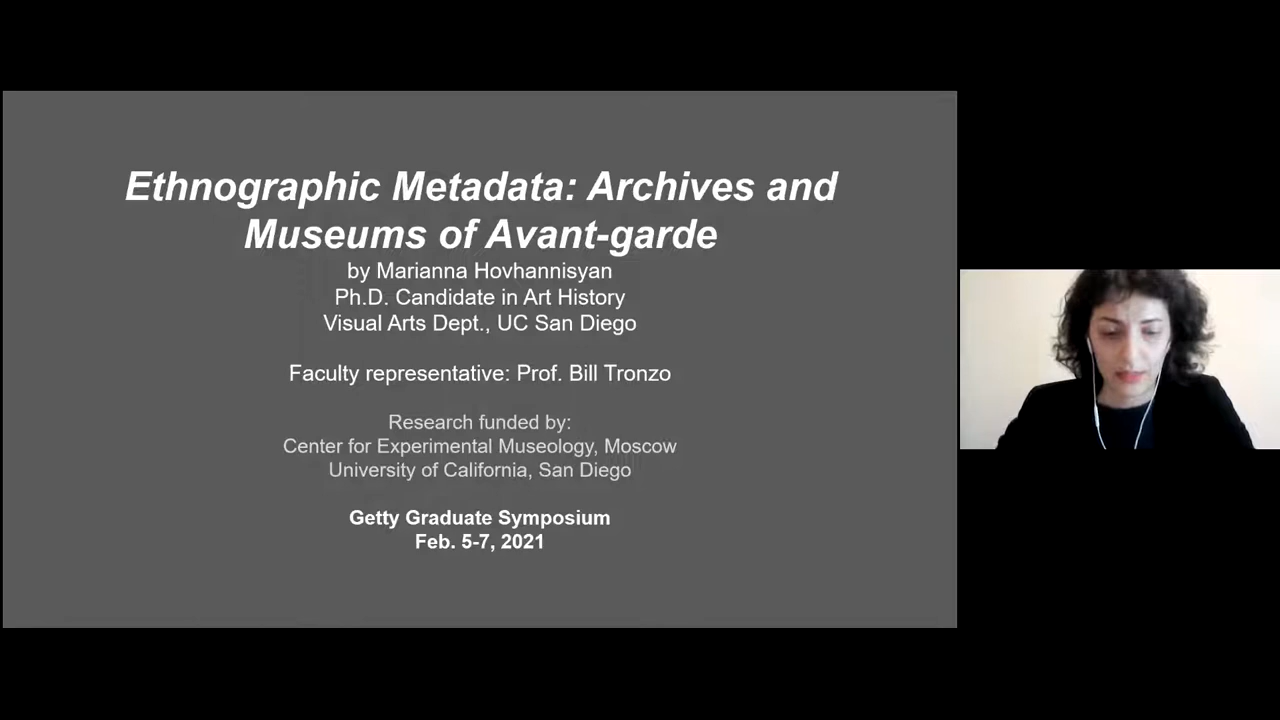 Ethnographic Metadata: Archives and
Museums of Avant-garde
by Marianna Hovhannisyan
Ph.D. Candidate in Art History
Visual Arts Dept., UC San Diego
Faculty representative: Prof. Bill Tronzo
Research funded by:
Center for Experimental Museology, Moscow
University of California, San Diego
Getty Graduate Symposium
Feb. 5-7, 2021